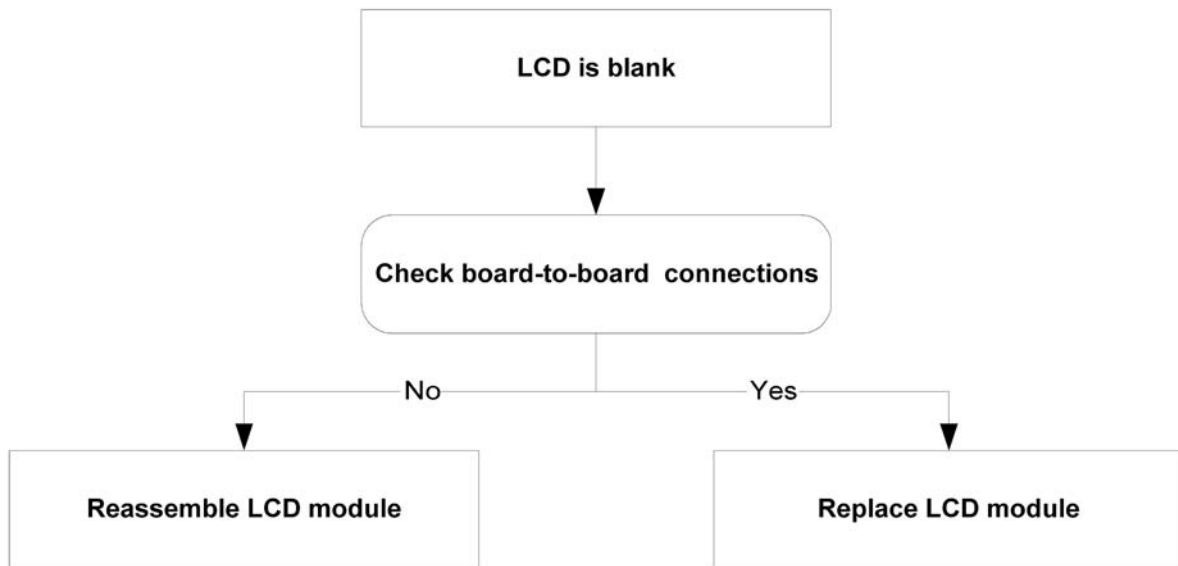 LCD is blank
Check board-to-board connections
No
Yes
Reassemble LCD module
Replace LCD module